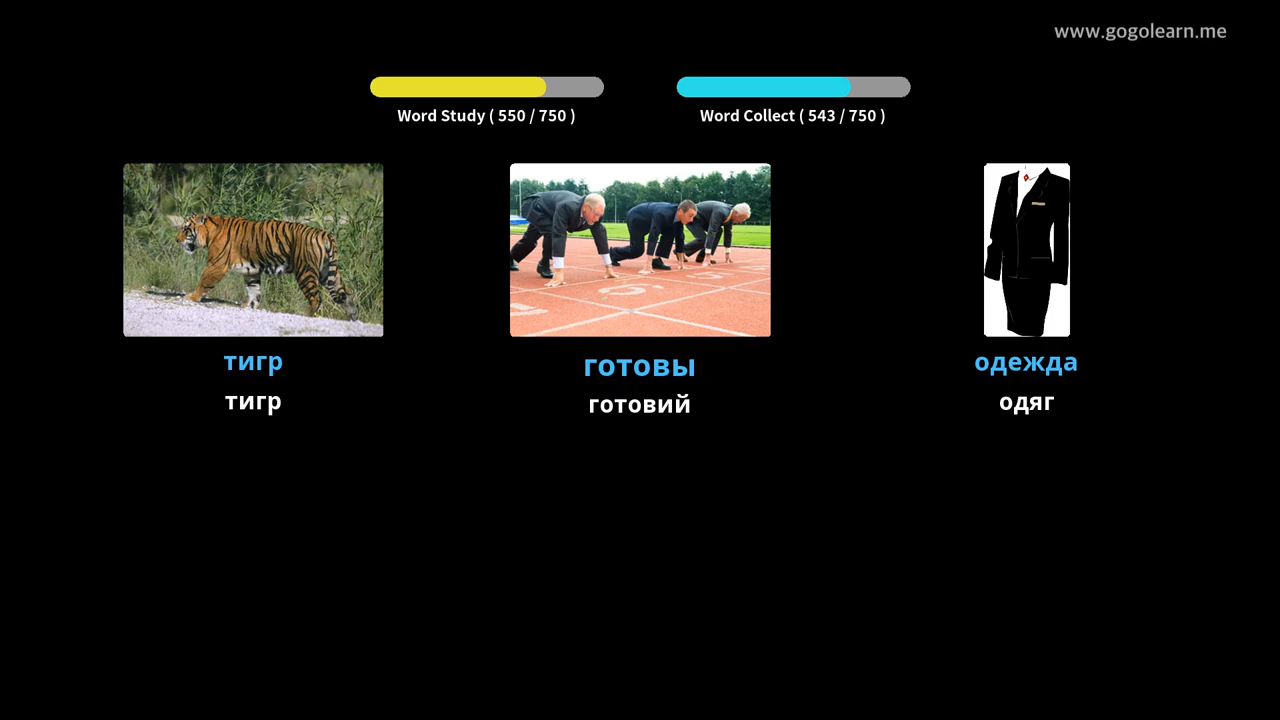 www.gogolearn.me
Word Study ( 550 / 750 )
Word Collect ( 543 / 750 )
тигр
готовы
одежда
тигр
готовий
одяг